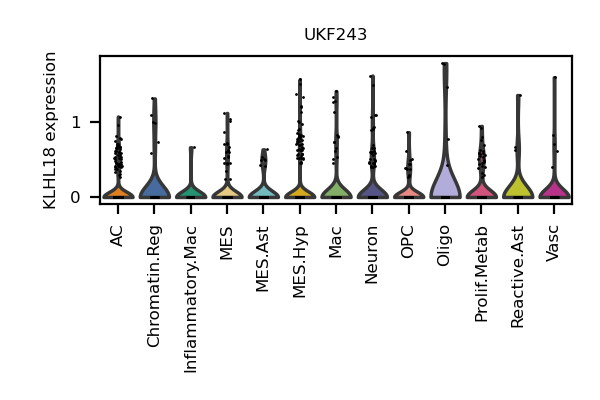 UKF243
KLHL18 expression
1
0
AC
Chromatin.Reg
Inflammatory.Mac
MES
MES.Ast
MES.Hyp
Mac
Neuron
OPC
Oligo
Prolif.Metab
Reactive.Ast
Vasc